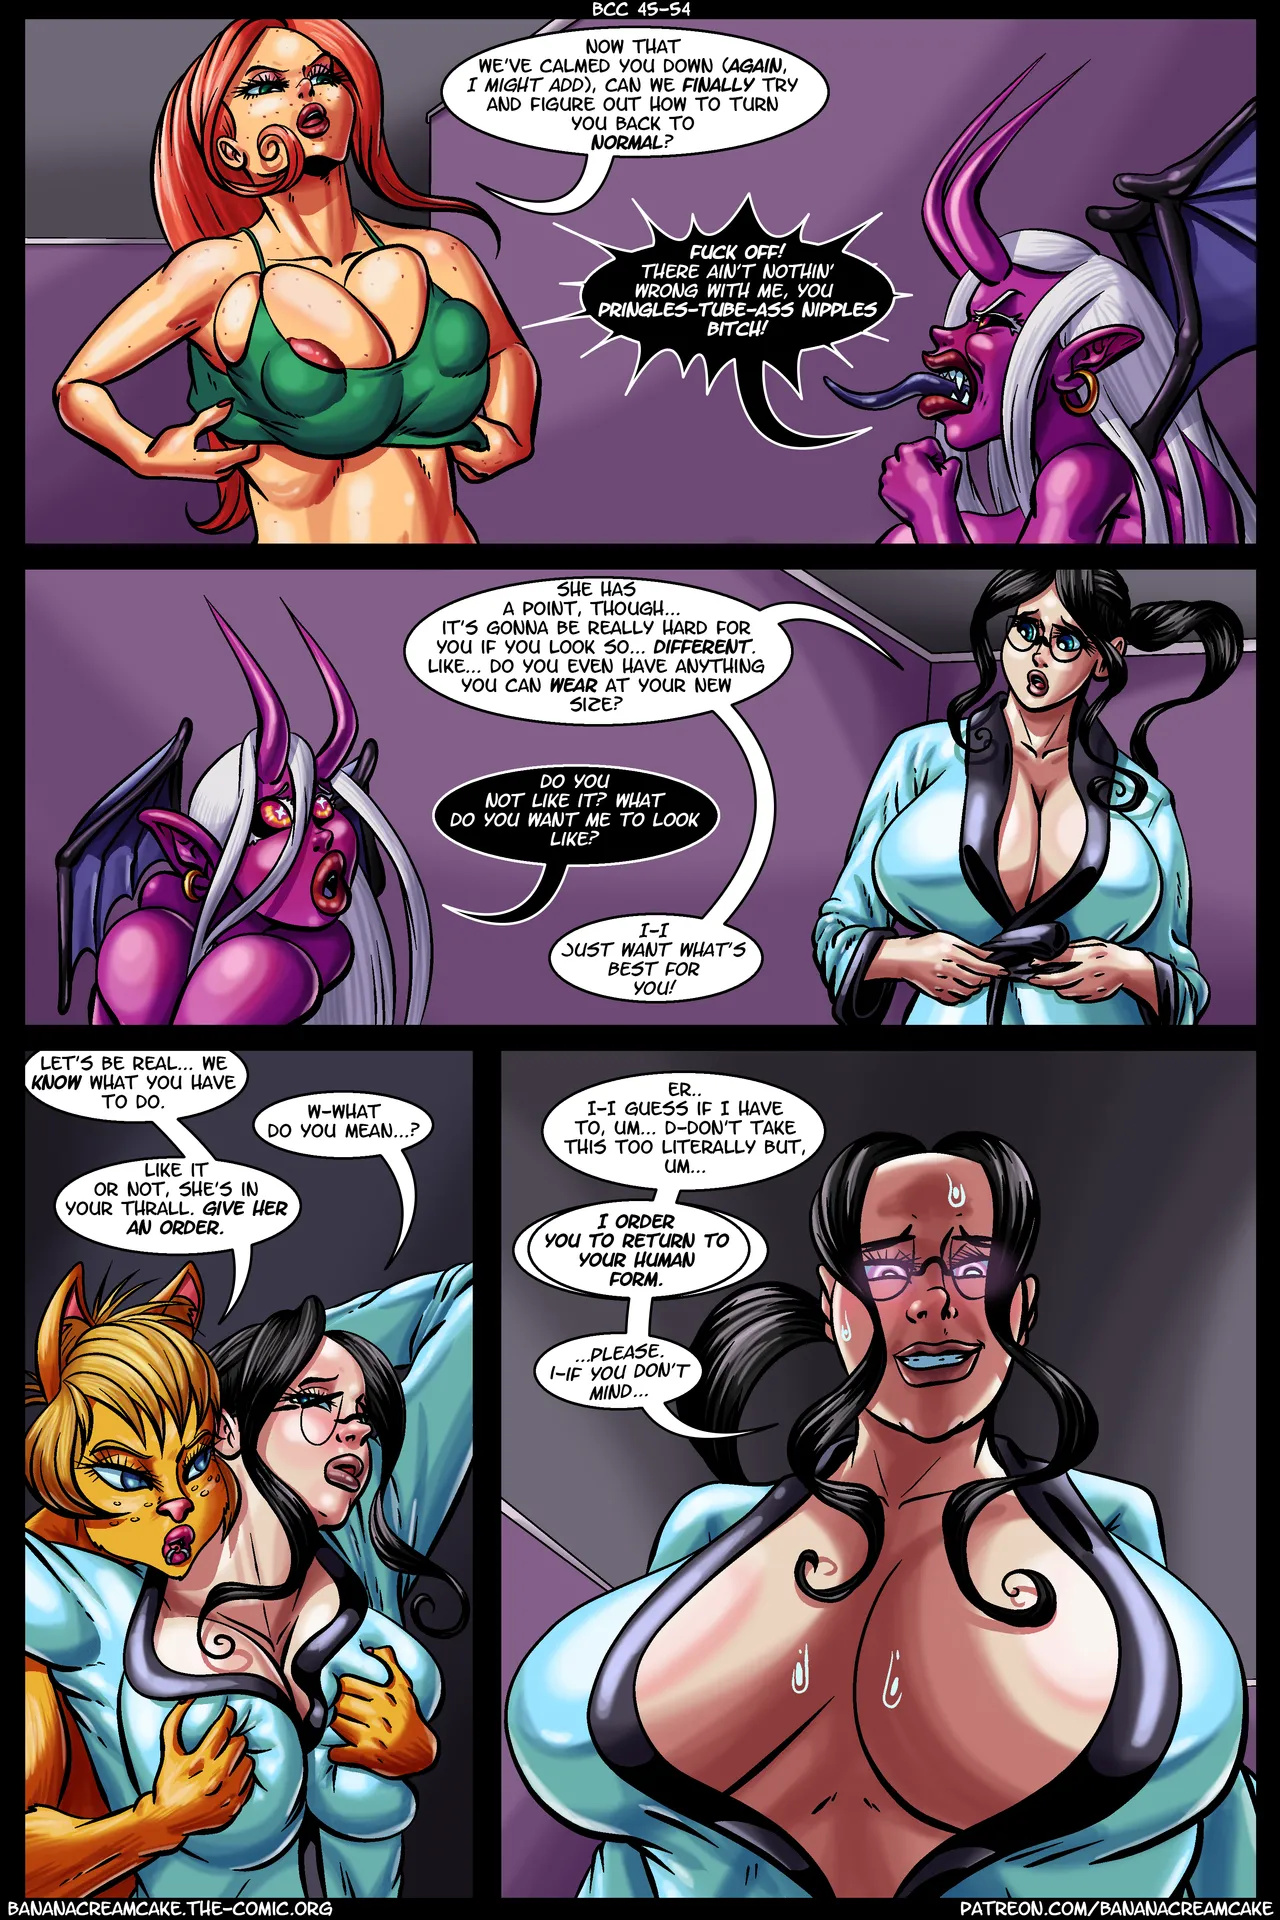 BCC 45-54
NOW THAT
WE'VE CALMED YOU DOWN (AGAIN,
I MIGHT ADD), CAN WE FINALLY TRY
AND FIGURE OUT HOW TO TURN
YOU BACK TO
NORMAL?
FUCK OFF!
THERE AIN'T NOTHIN'
WRONG WITH ME, YOU
PRINGLES-TUBE-ASS NIPPLES
BITCH!
SHE HAS
A POINT, THOUGH...
IT'S GONNA BE REALLY HARD FOR
YOU IF YOU LOOK SO... DIFFERENT.
LIKE... DO YOU EVEN HAVE ANYTHING
YOU CAN WEAR AT YOUR NEW
SIZE?
DO YOU
NOT LIKE IT? WHAT
DO YOU WANT ME TO LOOK
LIKE?
I-I
JUST WANT WHAT'S
BEST FOR
YOU!
LET'S BE REAL... WE
KNOW WHAT YOU HAVE
TO DO.
W-WHAT
DO YOU MEAN...?
LIKE IT
OR NOT, SHE'S IN
YOUR THRALL. GIVE HER
AN ORDER.
ER..
I-I GUESS IF I HAVE
TO, UM... D-DON'T TAKE
THIS TOO LITERALLY BUT,
UM...
I ORDER
YOU TO RETURN TO
YOUR HUMAN
FORM.
...PLEASE.
I-IF YOU DON'T
MIND...
BANANACREAMCAKE.THE-COMIC.ORG
PATREON.COM/BANANACREAMCAKE